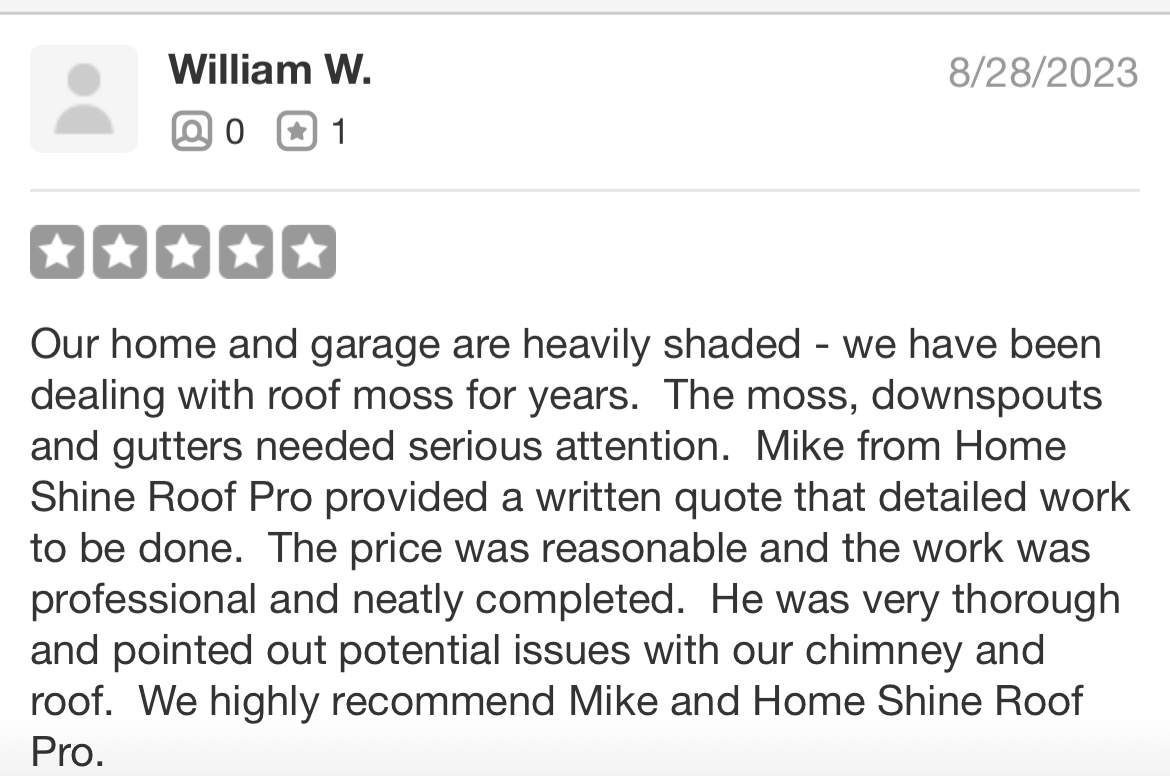 William W.
8/28/2023
0 1
Our home and garage are heavily shaded - we have been
dealing with roof moss for years.  The moss, downspouts
and gutters needed serious attention.  Mike from Home
Shine Roof Pro provided a written quote that detailed work
to be done.  The price was reasonable and the work was
professional and neatly completed.  He was very thorough
and pointed out potential issues with our chimney and
roof.  We highly recommend Mike and Home Shine Roof
Pro.